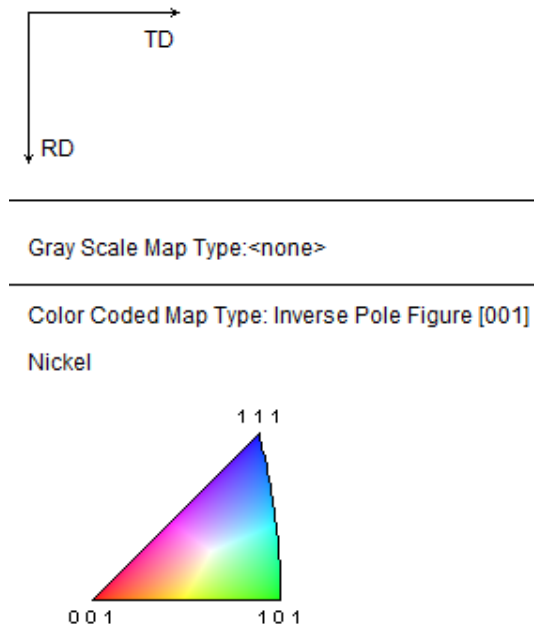 TD
RD
Gray Scale Map Type:<none>
Color Coded Map Type: Inverse Pole Figure [001]
Nickel
1 1 1
0 0 1
1 0 1